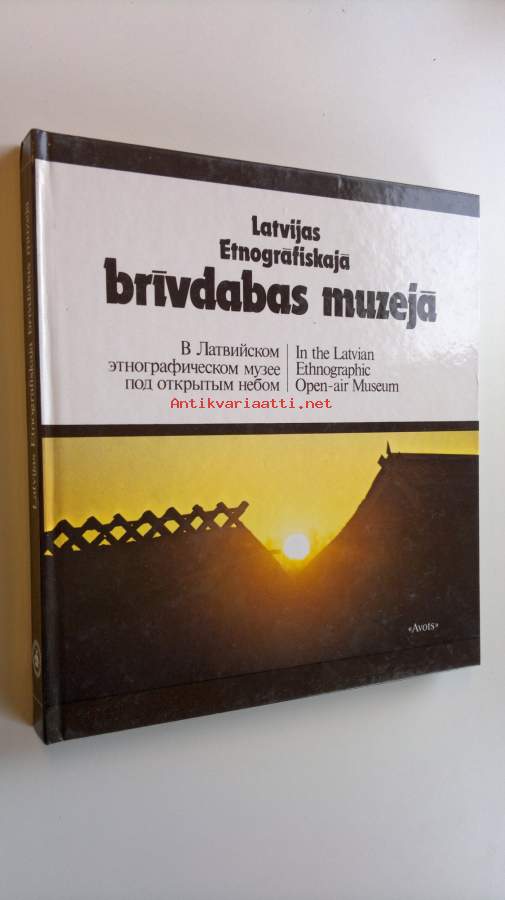 Latvijas
Etnogrāfiskajā
brīvdabas muzejā
В Латвийском
этнографическом музее
под открытым небом
In the Latvian
Ethnographic
Open-air Museum
Antikvariaatti.net
«Avots»
Latvijas Etnogrāfiskajā brīvdabas muzejā